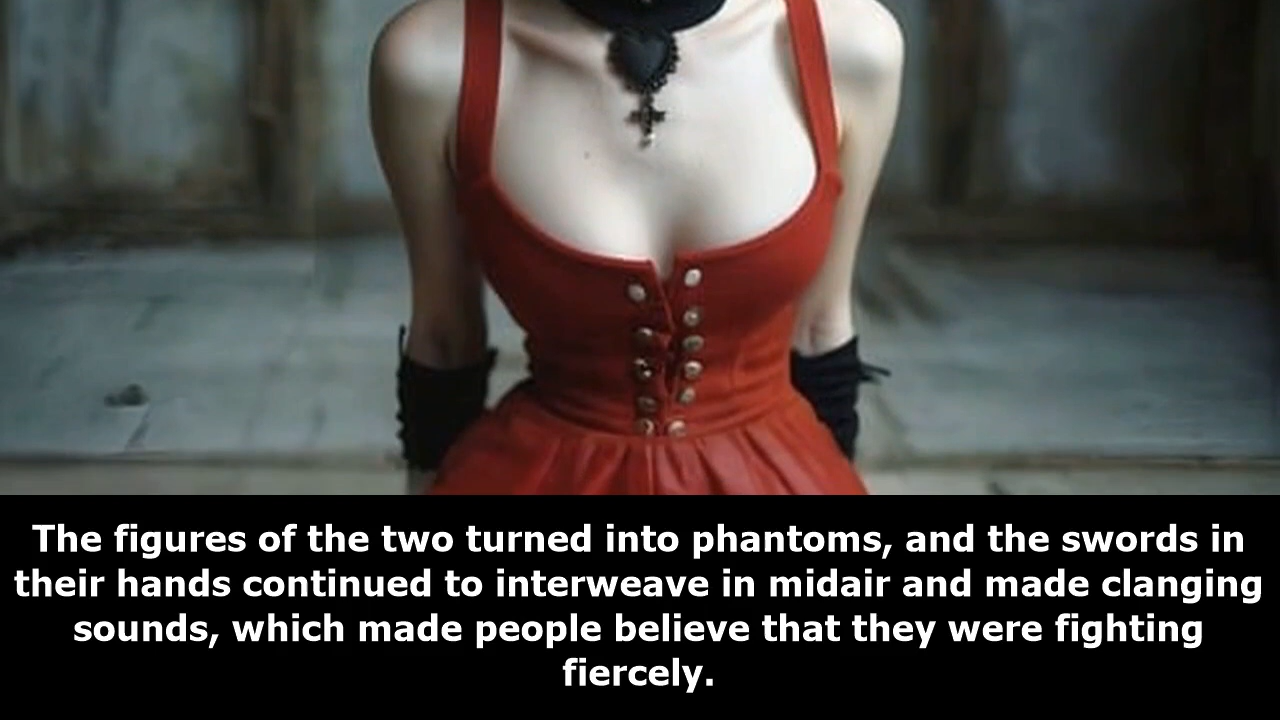 The figures of the two turned into phantoms, and the swords in
their hands continued to interweave in midair and made clanging
sounds, which made people believe that they were fighting
fiercely.